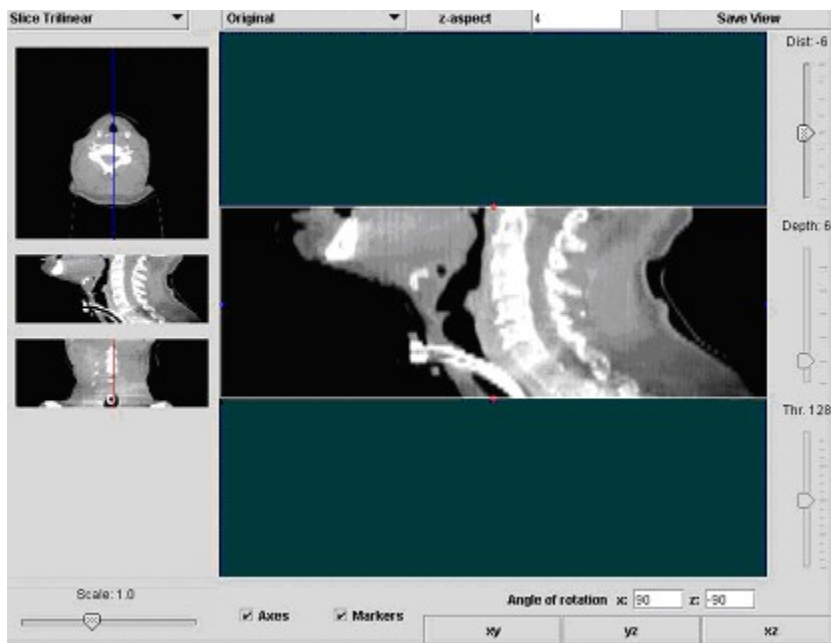 Slice Trilinear
Original
z-aspect
4
Save View
Dist: -6
Depth: 6
Thr. 128
Scale: 1.0
Axes
Markers
Angle of rotation x: 90 z: -90
xy
yz
xz